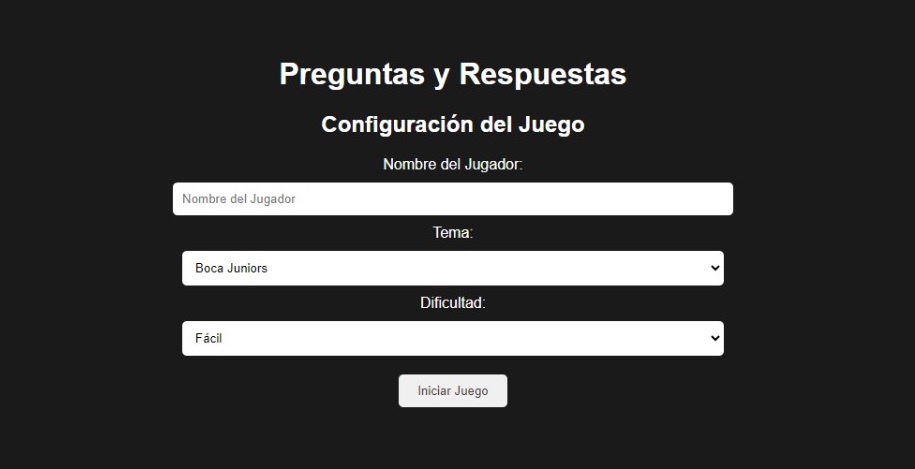 Preguntas y Respuestas
Configuración del Juego
Nombre del Jugador:
Nombre del Jugador
Tema:
Boca Juniors
Dificultad:
Fácil
Iniciar Juego